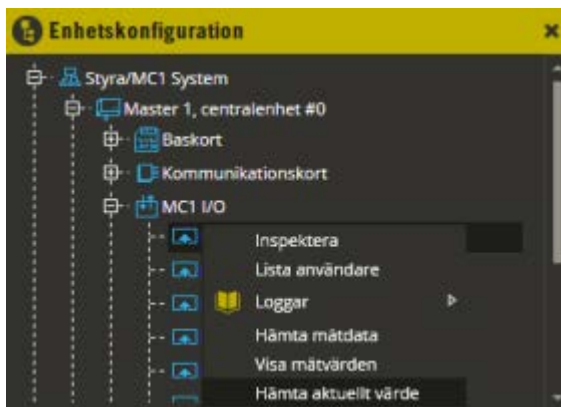 Enhetskonfiguration
Styra/MC1 System
Master 1, centralenhet #0
Baskort
Kommunikationskort
MC1 I/O
Inspektera
Lista användare
Loggar
Hämta mätdata
Visa mätvärden
Hämta aktuellt värde